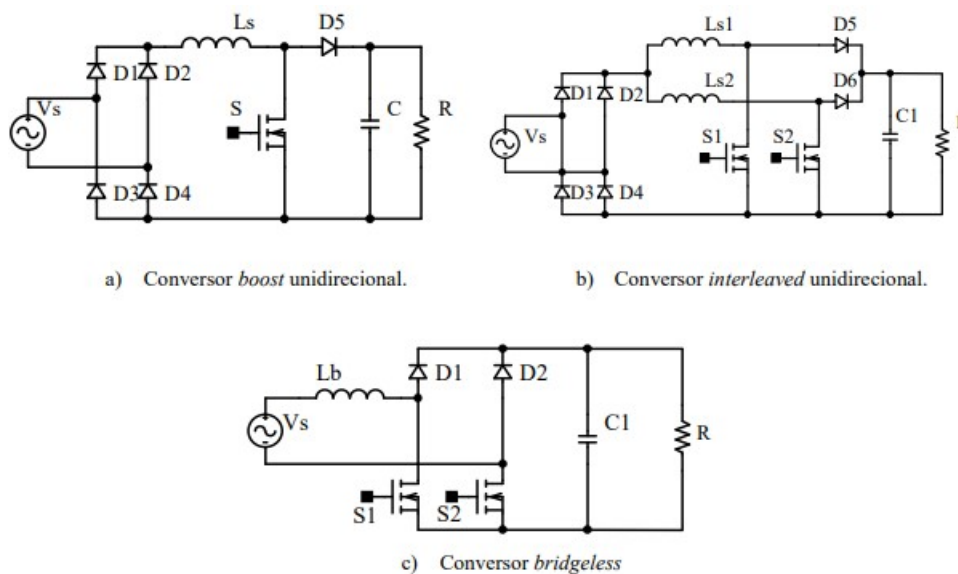 Ls D5
D1 D2
Vs S C R
D3 D4
a) Conversor boost unidirecional.
Ls1 D5
Ls2 D6
D1 D2
Vs S1 S2 C1
D3 D4
b) Conversor interleaved unidirecional.
Lb D1 D2
Vs C1 R
S1 S2
c) Conversor bridgeless